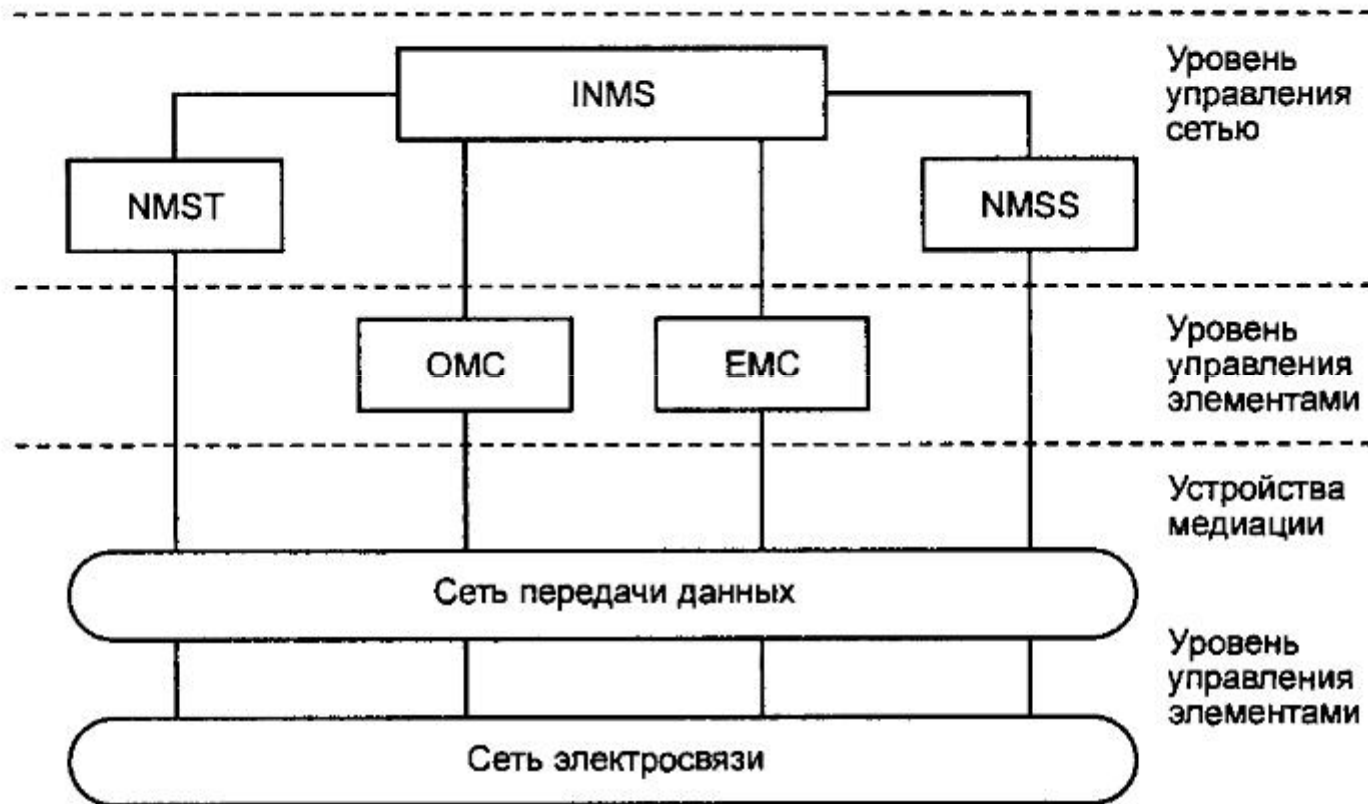 INMS
Уровень
управления
сетью
NMST
NMSS
OMC
EMC
Уровень
управления
элементами
Устройства
медиации
Сеть передачи данных
Уровень
управления
элементами
Сеть электросвязи